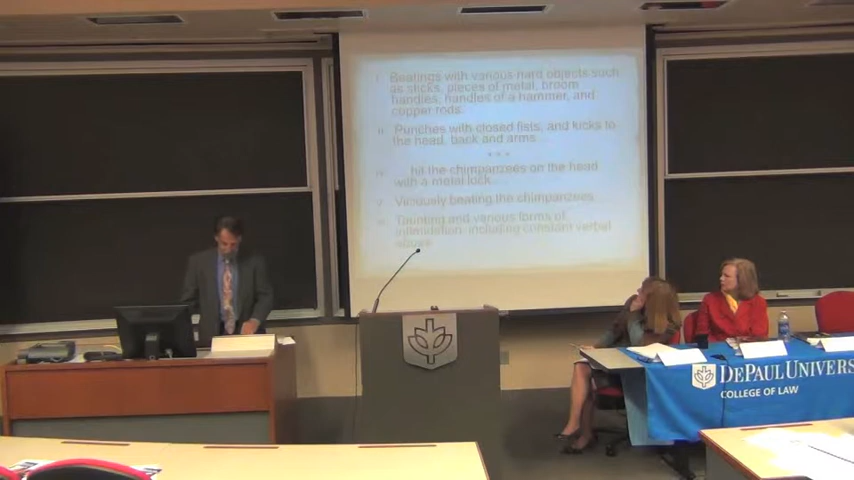 Beatings with various hard objects such
as sticks, pieces of metal, broom
handles, handles of a hammer, and
copper rods.
Punches with closed fists, and kicks to
the head, back and arms...
* * *
hit the chimpanzees on the head
with a metal lock...
Viciously beating the chimpanzees
Taunting and various forms of
intimidation, including constant verbal
abuse
DEPAUL UNIVERS
COLLEGE OF LAW